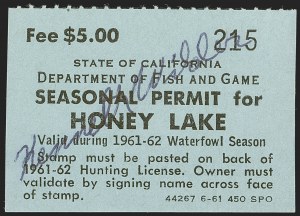 Fee $5.00 215
STATE OF CALIFORNIA
DEPARTMENT OF FISH AND GAME
SEASONAL PERMIT for
HONEY LAKE
Valid during 1961-62 Waterfowl Season
Stamp must be pasted on back of
1961-62 Hunting License. Owner must
validate by signing name across face
of stamp.
44267 6-61 450 SPO